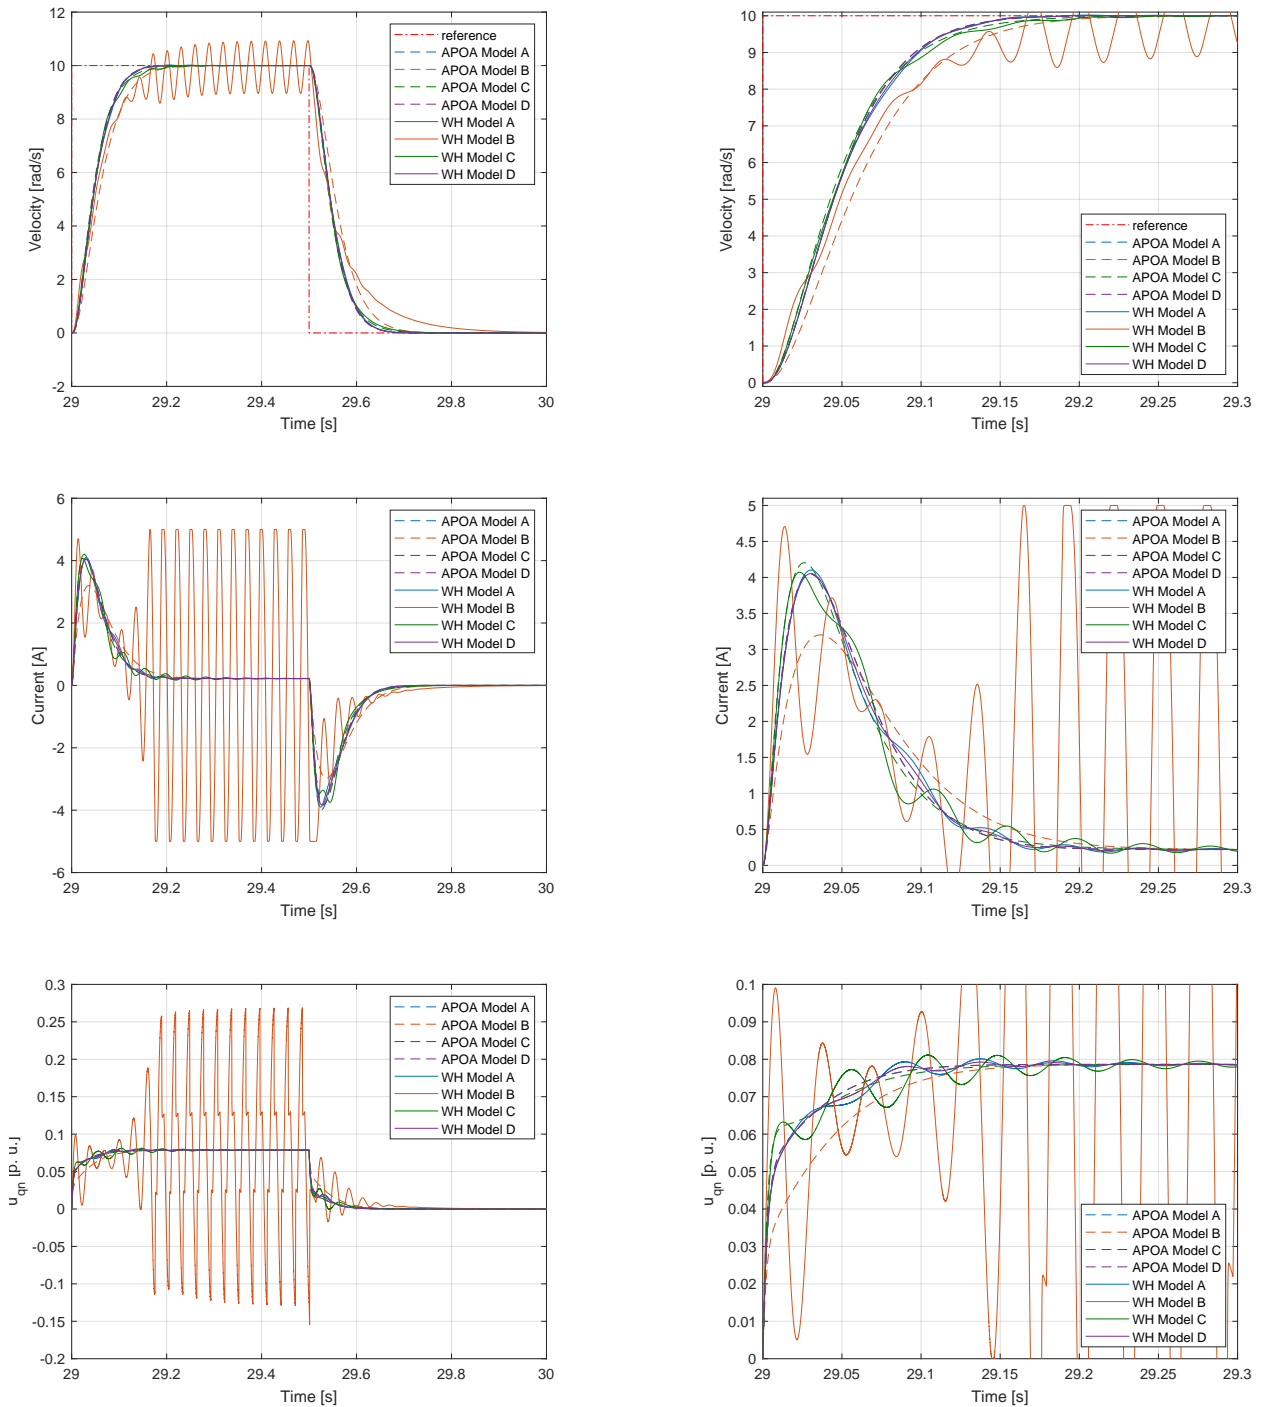 12
10
8
6
4
2
0
-2
Velocity [rad/s]
reference
APOA Model A
APOA Model B
APOA Model C
APOA Model D
WH Model A
WH Model B
WH Model C
WH Model D
29 29.2 29.4 29.6 29.8 30
Time [s]
10
9
8
7
6
5
4
3
2
1
0
Velocity [rad/s]
reference
APOA Model A
APOA Model B
APOA Model C
APOA Model D
WH Model A
WH Model B
WH Model C
WH Model D
29 29.05 29.1 29.15 29.2 29.25 29.3
Time [s]
6
4
2
0
-2
-4
-6
Current [A]
APOA Model A
APOA Model B
APOA Model C
APOA Model D
WH Model A
WH Model B
WH Model C
WH Model D
29 29.2 29.4 29.6 29.8 30
Time [s]
5
4.5
4
3.5
3
2.5
2
1.5
1
0.5
0
Current [A]
APOA Model A
APOA Model B
APOA Model C
APOA Model D
WH Model A
WH Model B
WH Model C
WH Model D
29 29.05 29.1 29.15 29.2 29.25 29.3
Time [s]
0.3
0.25
0.2
0.15
0.1
0.05
0
-0.05
-0.1
-0.15
-0.2
u qn [p. u.]
APOA Model A
APOA Model B
APOA Model C
APOA Model D
WH Model A
WH Model B
WH Model C
WH Model D
29 29.2 29.4 29.6 29.8 30
Time [s]
0.1
0.09
0.08
0.07
0.06
0.05
0.04
0.03
0.02
0.01
0
u qn [p. u.]
APOA Model A
APOA Model B
APOA Model C
APOA Model D
WH Model A
WH Model B
WH Model C
WH Model D
29 29.05 29.1 29.15 29.2 29.25 29.3
Time [s]